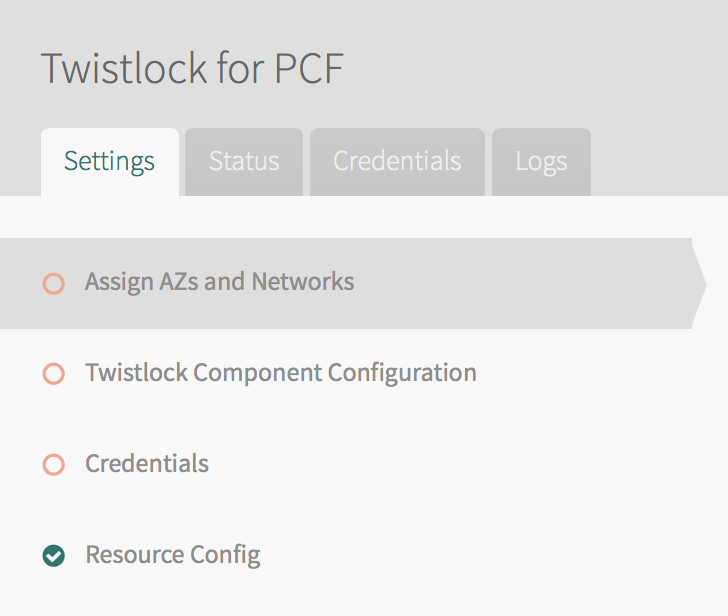 Twistlock for PCF
Settings Status Credentials Logs
Assign AZs and Networks
Twistlock Component Configuration
Credentials
Resource Config